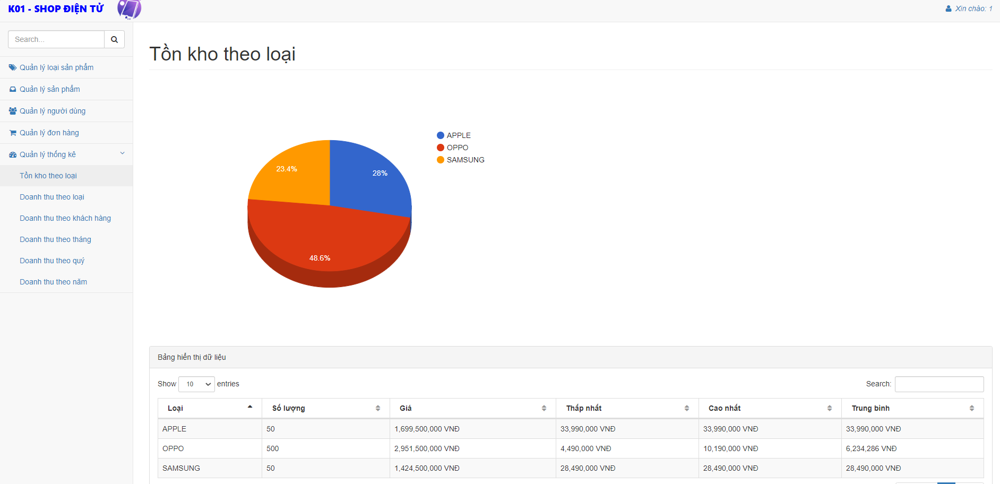 K01 - SHOP ĐIỆN TỬ
Xin chào: 1
Search...
Quản lý loại sản phẩm
Quản lý sản phẩm
Quản lý người dùng
Quản lý đơn hàng
Quản lý thống kê
Tồn kho theo loại
Doanh thu theo loại
Doanh thu theo khách hàng
Doanh thu theo tháng
Doanh thu theo quý
Doanh thu theo năm
Tồn kho theo loại
APPLE
OPPO
SAMSUNG
23.4%
28%
48.6%
Bảng hiển thị dữ liệu
Show 10 entries
Search:
Loại Số lượng Giá Thấp nhất Cao nhất Trung bình
APPLE 50 1,699,500,000 VNĐ 33,990,000 VNĐ 33,990,000 VNĐ 33,990,000 VNĐ
OPPO 500 2,951,500,000 VNĐ 4,490,000 VNĐ 10,190,000 VNĐ 6,234,286 VNĐ
SAMSUNG 50 1,424,500,000 VNĐ 28,490,000 VNĐ 28,490,000 VNĐ 28,490,000 VNĐ